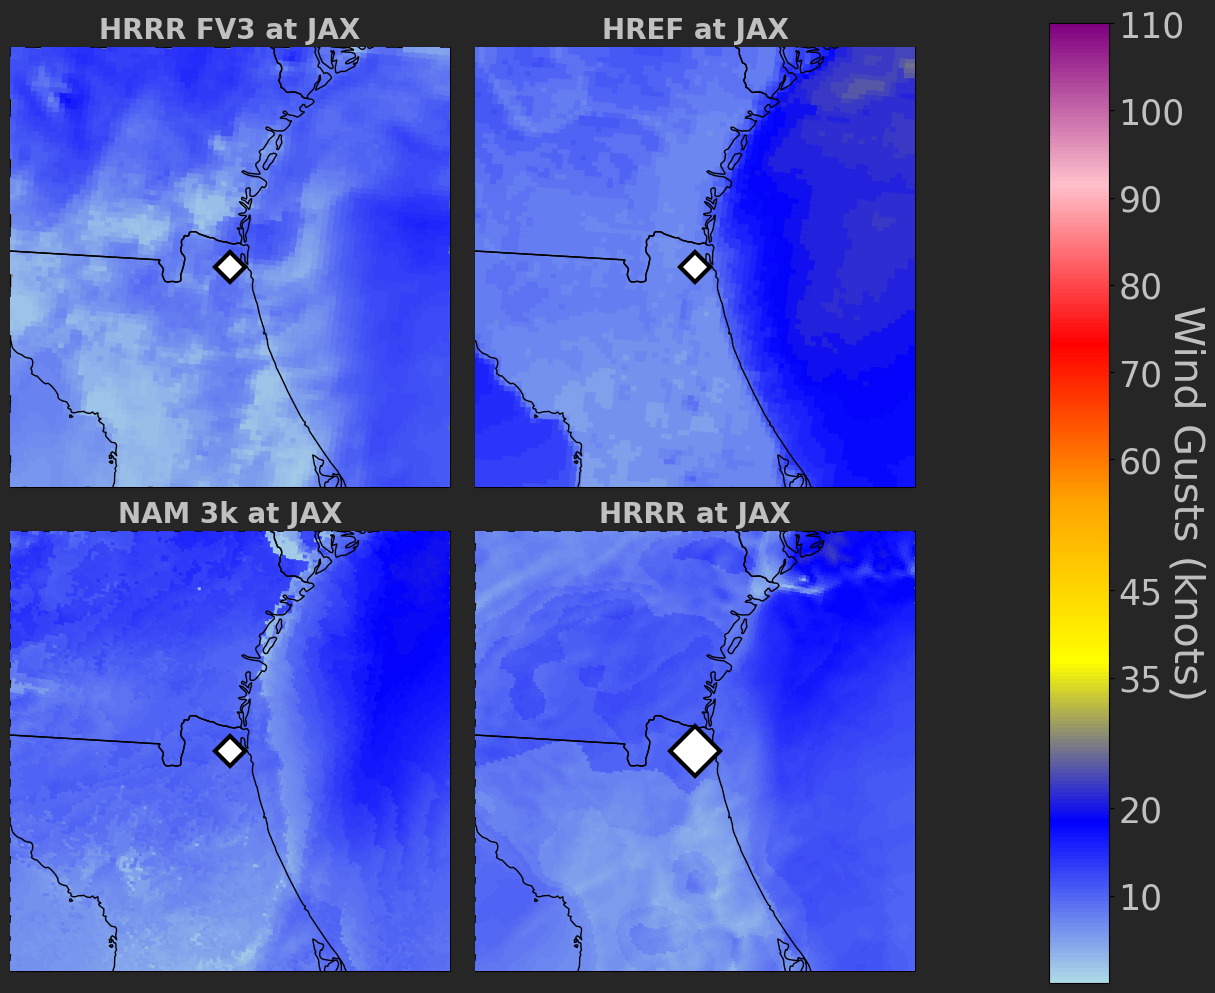 HRRR FV3 at JAX
HREF at JAX
NAM 3k at JAX
HRRR at JAX
110
100
90
80
70
60
45
35
20
10
Wind Gusts (knots)